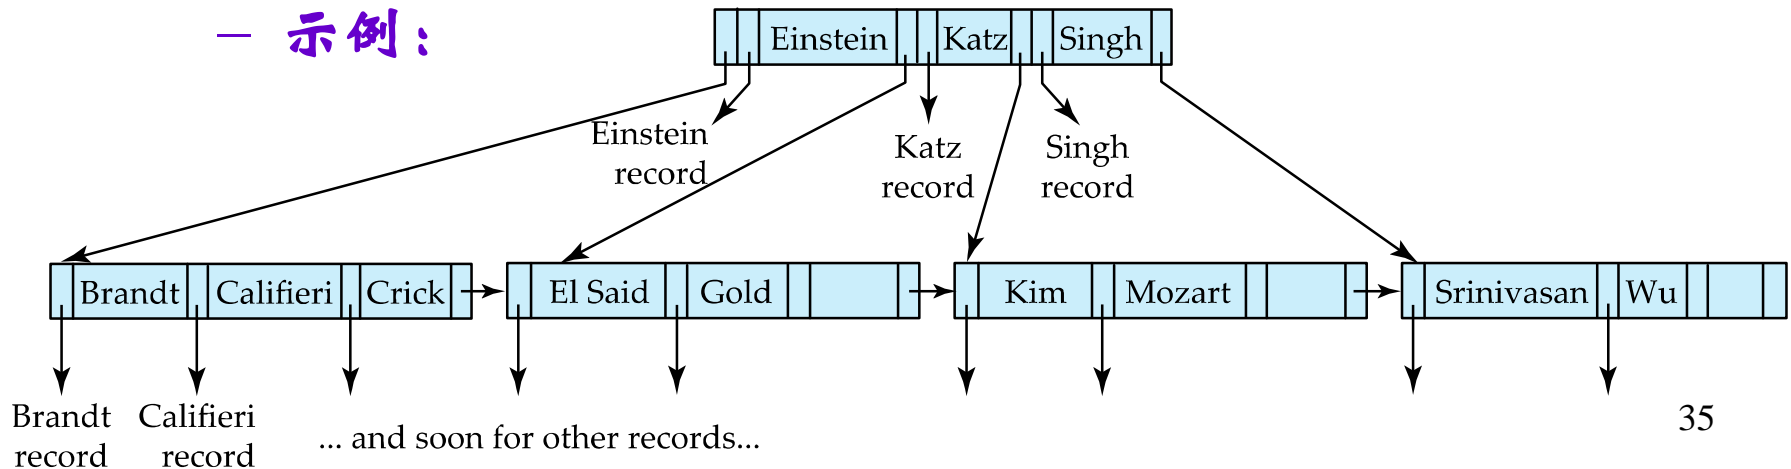 – 示例：
Einstein Katz Singh
Einstein
record
Katz
record
Singh
record
Brandt Califieri Crick El Said Gold Kim Mozart Srinivasan Wu
Brandt
record
Califieri
record
... and soon for other records...
35